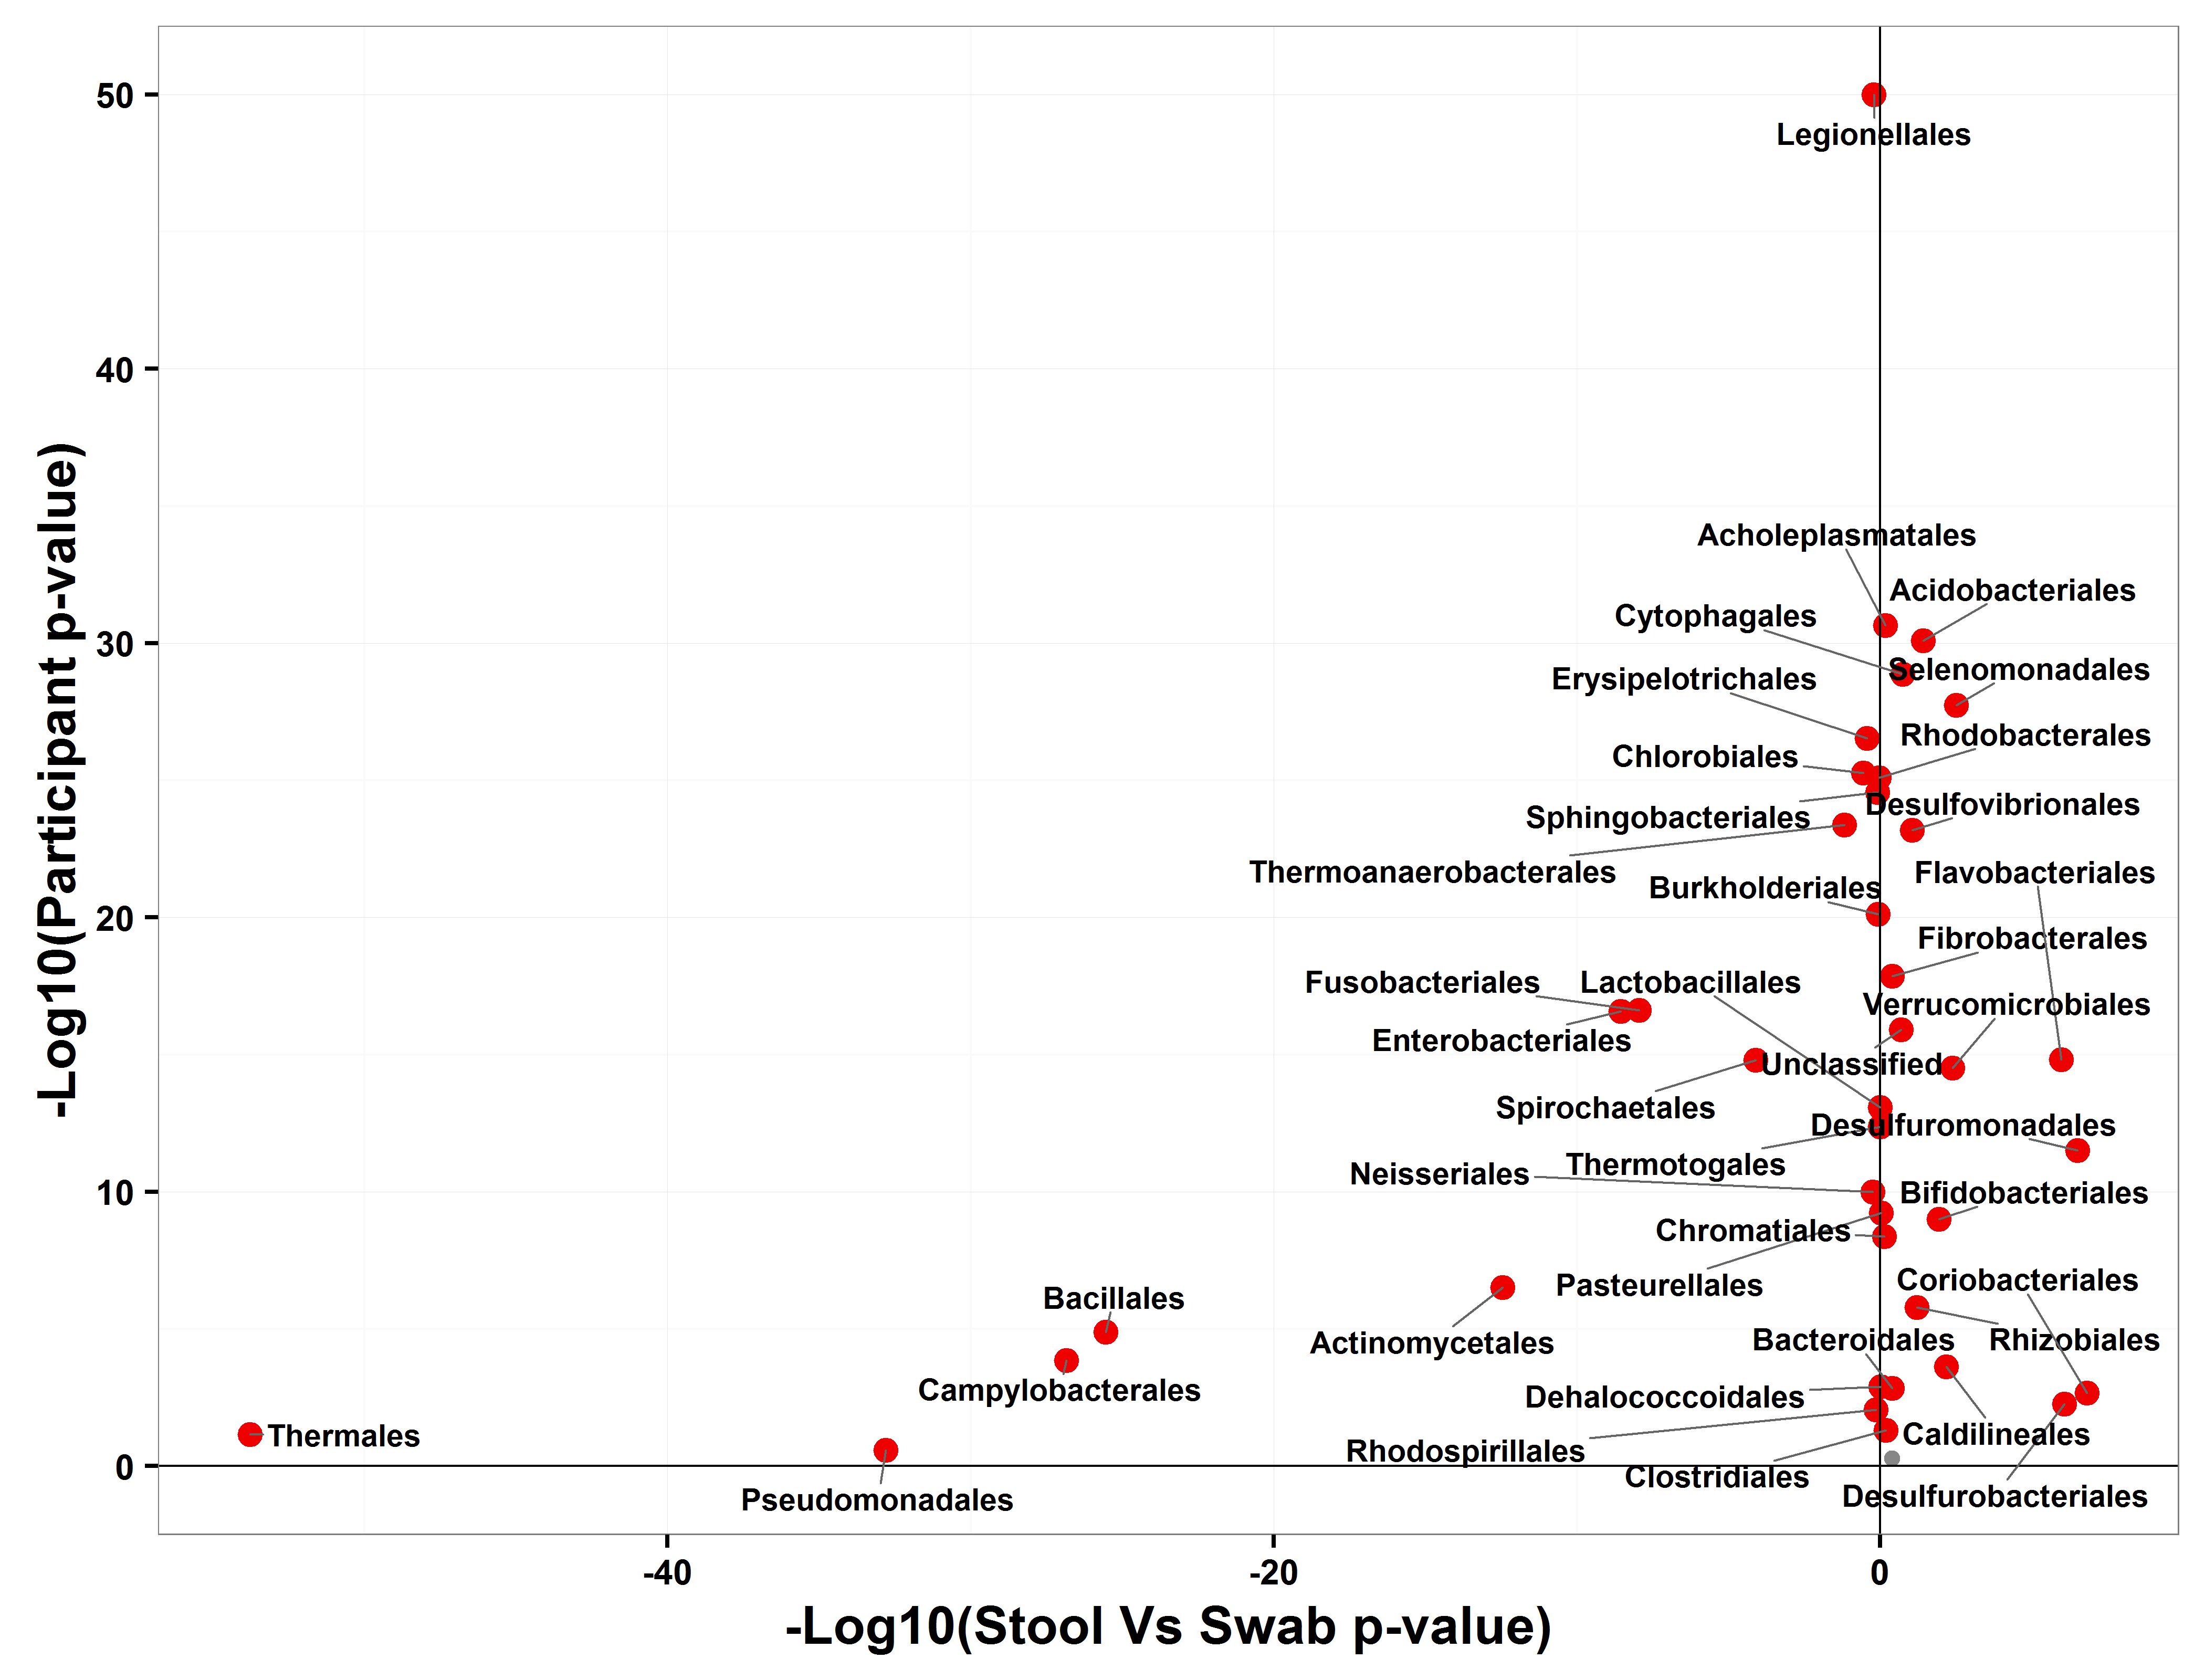 50
Legionellales
40
Acholeplasmatales
Acidobacteriales
Cytophagales
30
Selenomonadales
Erysipelotrichales
Rhodobacterales
Chlorobiales
Desulfovibrionales
Sphingobacteriales
Thermoanaerobacterales
Flavobacteriales
Burkholderiales
20
Fibrobacterales
Fusobacteriales
Lactobacillales
Verrucomicrobiales
Enterobacteriales
Unclassified
Spirochaetales
Desulfuromonadales
Thermotogales
Neisseriales
10
Bifidobacteriales
Chromatiales
Pasteurellales
Coriobacteriales
Bacillales
Actinomycetales
Bacteroidales
Rhizobiales
Campylobacterales
Dehalococcoidales
Thermales
Caldilineales
Rhodospirillales
0
Clostridiales
Pseudomonadales
Desulfurobacteriales
-40
-20
0
-Log10(Stool Vs Swab p-value)
-Log10(Participant p-value)